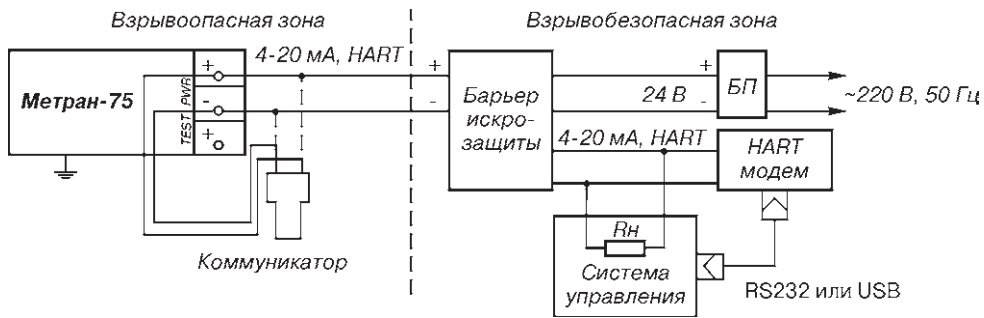 Взрывоопасная зона
Взрывобезопасная зона
4-20 мА, HART
Метран-75
+
PWR
-
TEST
+
Коммуникатор
+
-
Барьер
искро-
защиты
+
24 В
-
БП
~220 В, 50 Гц
4-20 мА, HART
HART
модем
Rн
Система
управления
RS232 или USB